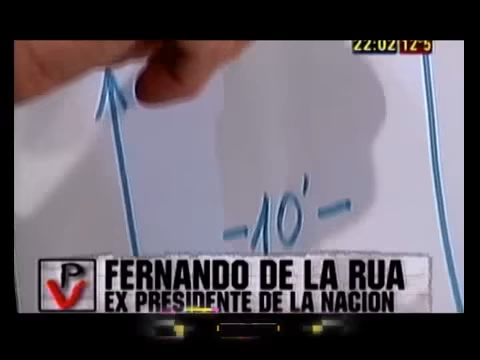 22:02 12°5
-10'-
PV
FERNANDO DE LA RUA
EX PRESIDENTE DE LA NACION